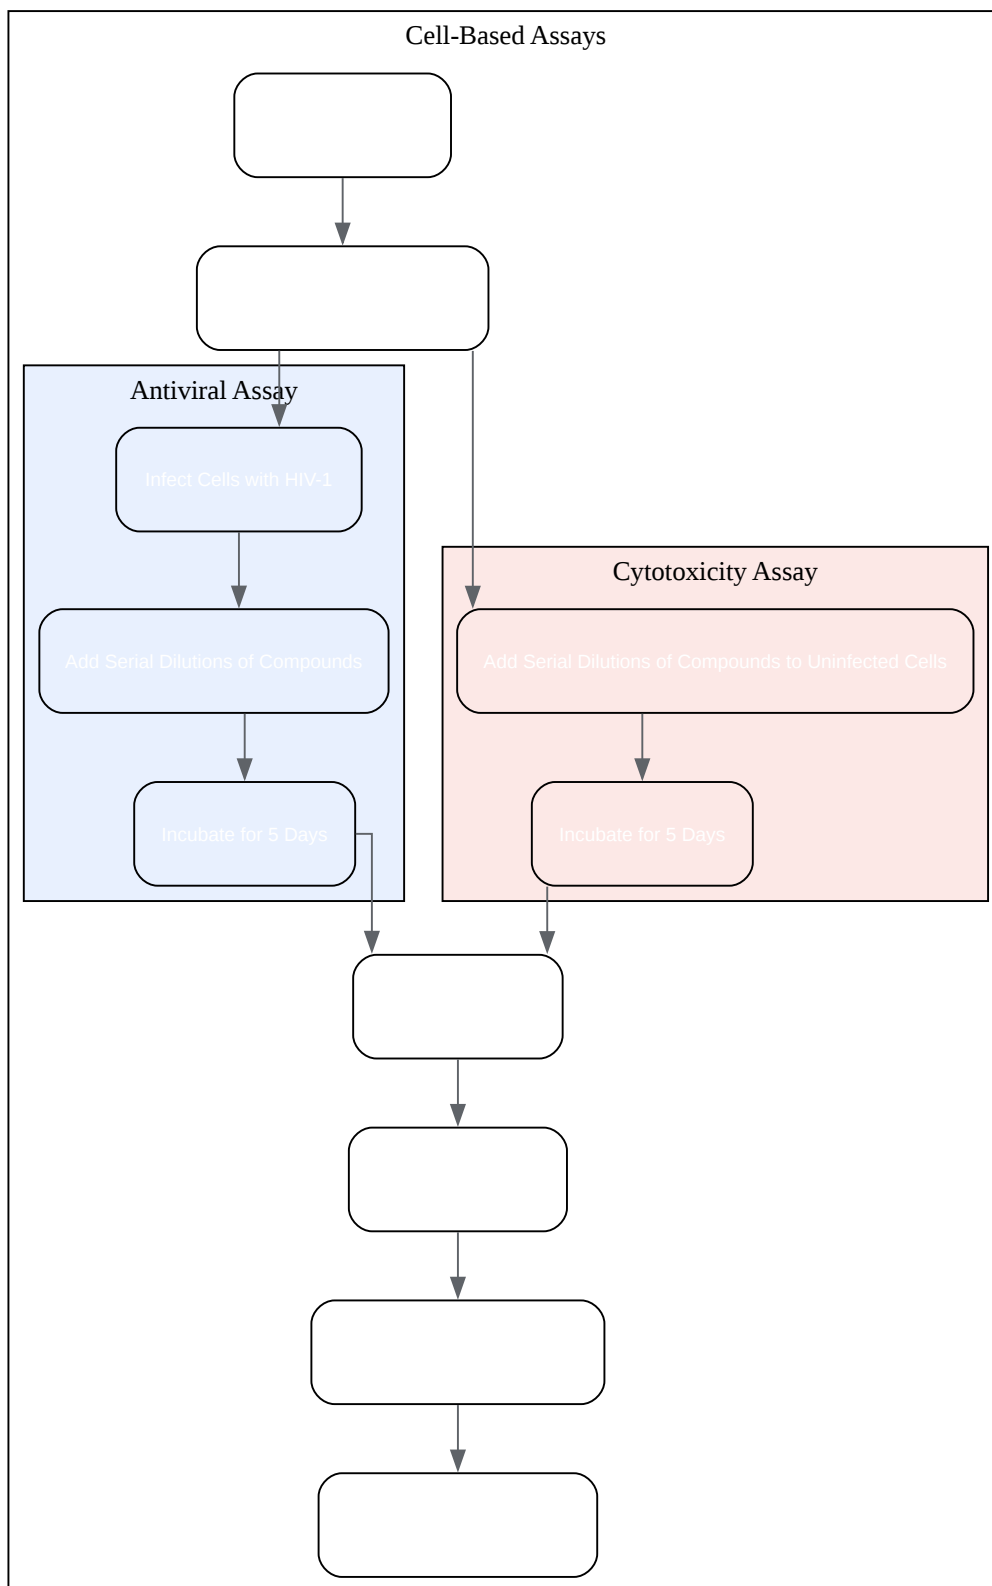 Cell-Based Assays
Antiviral Assay
Infect Cells with HIV-1
Cytotoxicity Assay
Add Serial Dilutions of Compounds
Add Serial Dilutions of Compounds to Uninfected Cells
Incubate for 5 Days
Incubate for 5 Days